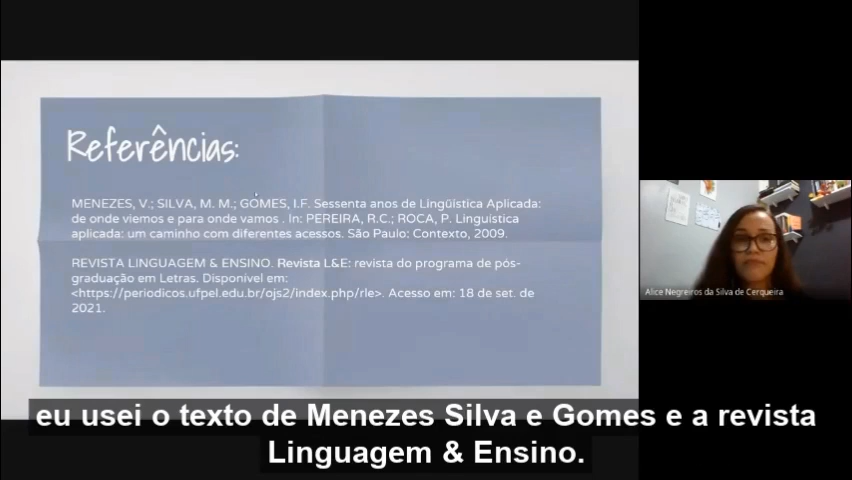 Referências:
MENEZES, V.; SILVA, M. M.; GOMES, I.F. Sessenta anos de Lingüística Aplicada:
de onde viemos e para onde vamos . In: PEREIRA, R.C.; ROCA, P. Linguística
aplicada: um caminho com diferentes acessos. São Paulo: Contexto, 2009.
REVISTA LINGUAGEM & ENSINO. Revista L&E: revista do programa de pós-
graduação em Letras. Disponível em:
<https://periodicos.ufpel.edu.br/ojs2/index.php/rle>. Acesso em: 18 de set. de
2021.
Alice Negreiros da Silva de Cerqueira
eu usei o texto de Menezes Silva e Gomes e a revista
Linguagem & Ensino.